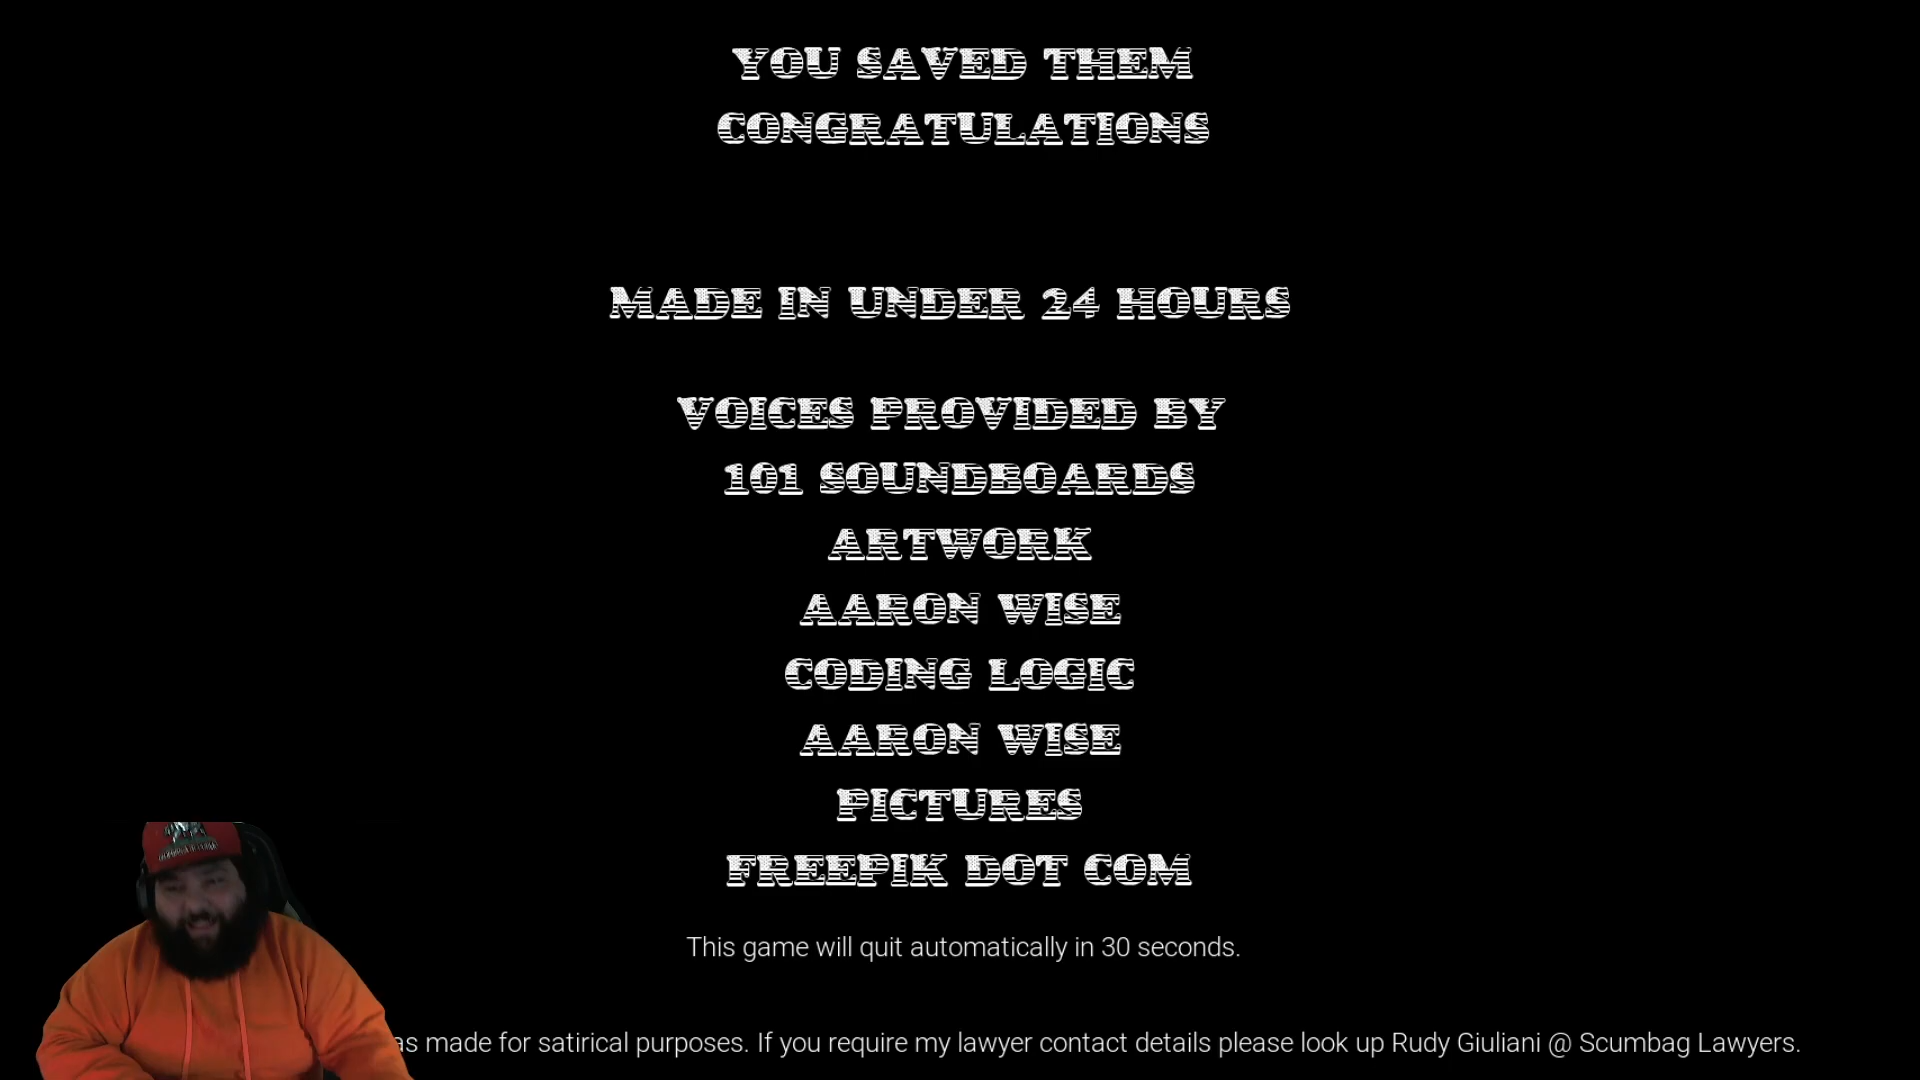 YOU SAVED THEM
CONGRATULATIONS
MADE IN UNDER 24 HOURS
VOICES PROVIDED BY
101 SOUNDBOARDS
ARTWORK
AARON WISE
CODING LOGIC
AARON WISE
PICTURES
FREEPIK DOT COM
This game will quit automatically in 30 seconds.
made for satirical purposes. If you require my lawyer contact details please look up Rudy Giuliani @ Scumbag Lawyers.